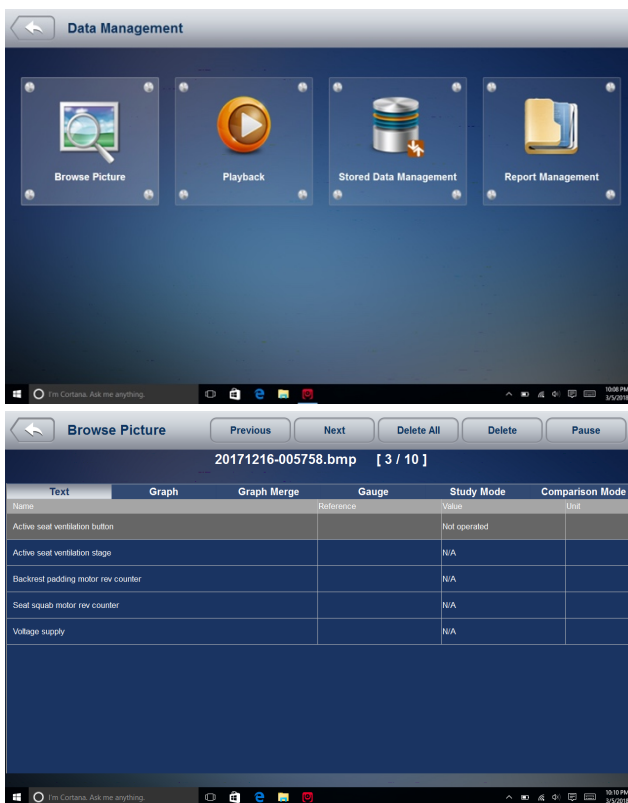 Data Management
Browse Picture
Playback
Stored Data Management
Report Management
I'm Cortana. Ask me anything.
10:08 PM
3/5/2018
Browse Picture
Previous
Next
Delete All
Delete
Pause
20171216-005758.bmp [ 3 / 10 ]
Text Graph Graph Merge Gauge Study Mode Comparison Mode
Name Reference Value Unit
Active seat ventilation button Not operated
Active seat ventilation stage N/A
Backrest padding motor rev counter N/A
Seat squab motor rev counter N/A
Voltage supply N/A
I'm Cortana. Ask me anything.
10:10 PM
3/5/2018